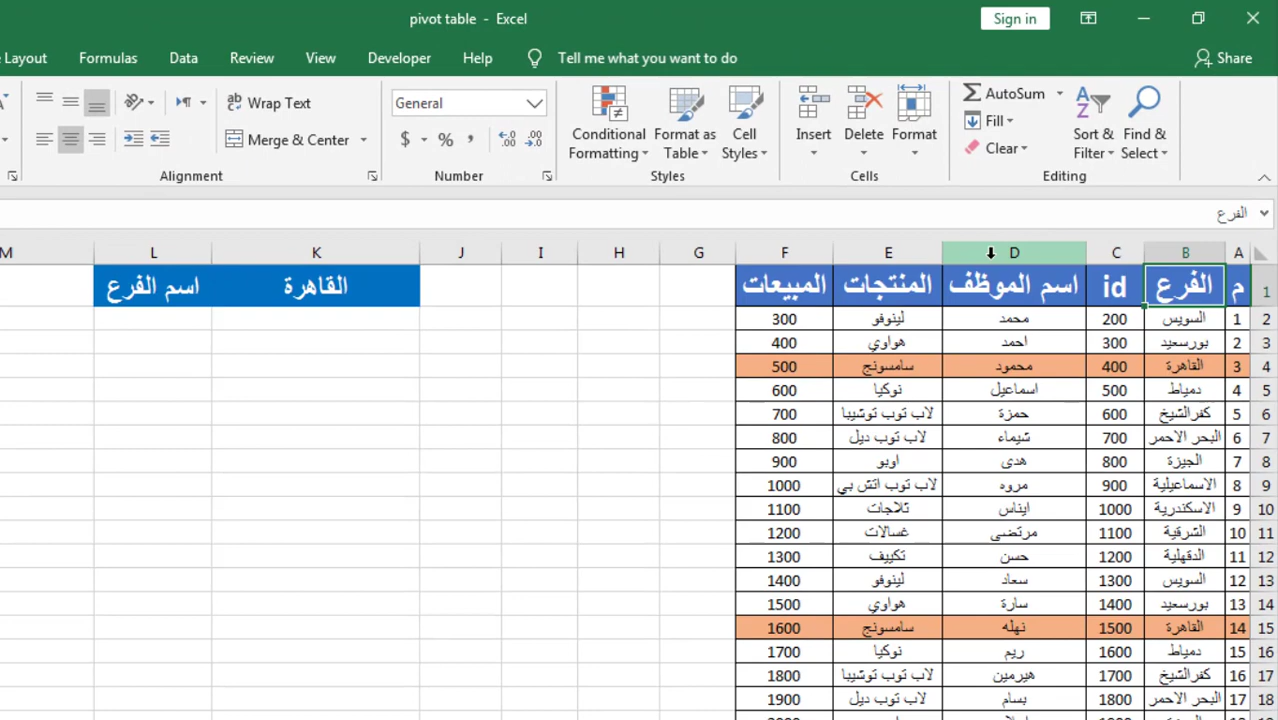 pivot table - Excel
Sign in
Layout Formulas Data Review View Developer Help Tell me what you want to do Share
Wrap Text
Merge & Center
Alignment
General
$ % ,
Number
Conditional Formatting
Format as Table
Cell Styles
Styles
Insert
Delete
Format
Cells
AutoSum
Fill
Clear
Sort & Filter
Find & Select
Editing
الفرع
M L K J I H G F E D C B A
1 م الفرع id اسم الموظف المنتجات المبيعات القاهرة اسم الفرع
2 1 السويس 200 محمد لينوفو 300
3 2 بورسعيد 300 احمد هواوي 400
4 3 القاهرة 400 محمود سامسونج 500
5 4 دمياط 500 اسماعيل نوكيا 600
6 5 كفرالشيخ 600 حمزة لاب توب توشيبا 700
7 6 البحر الاحمر 700 شيماء لاب توب ديل 800
8 7 الجيزة 800 هدى اوبو 900
9 8 الاسماعيلية 900 مروه لاب توب اتش بي 1000
10 9 الاسكندرية 1000 ايناس ثلاجات 1100
11 10 الشرقية 1100 مرتضى غسالات 1200
12 11 الدقهلية 1200 حسن تكييف 1300
13 12 السويس 1300 سعاد لينوفو 1400
14 13 بورسعيد 1400 سارة هواوي 1500
15 14 القاهرة 1500 نهله سامسونج 1600
16 15 دمياط 1600 ريم نوكيا 1700
17 16 كفرالشيخ 1700 هيرمين لاب توب توشيبا 1800
18 17 البحر الاحمر 1800 بسام لاب توب ديل 1900